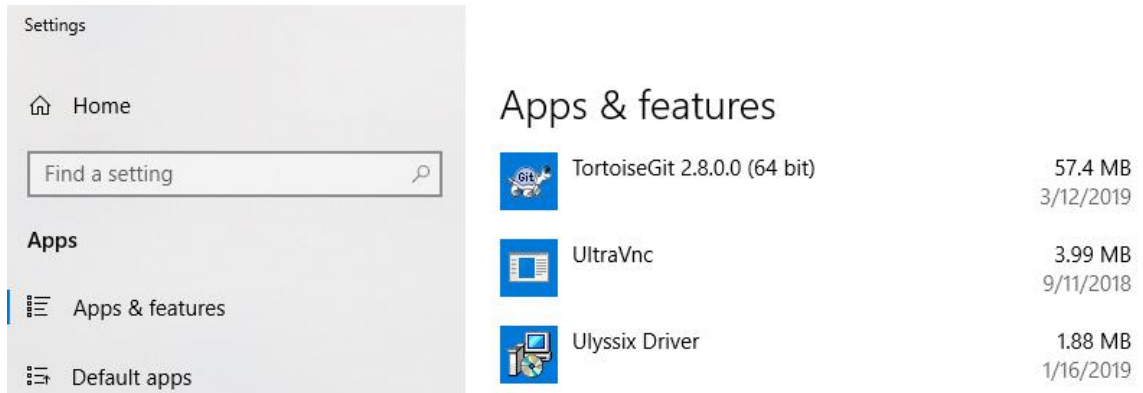 Settings
Home
Find a setting
Apps
Apps & features
Default apps
Apps & features
Git
TortoiseGit 2.8.0.0 (64 bit)
57.4 MB
3/12/2019
UltraVnc
3.99 MB
9/11/2018
Ulyssix Driver
1.88 MB
1/16/2019